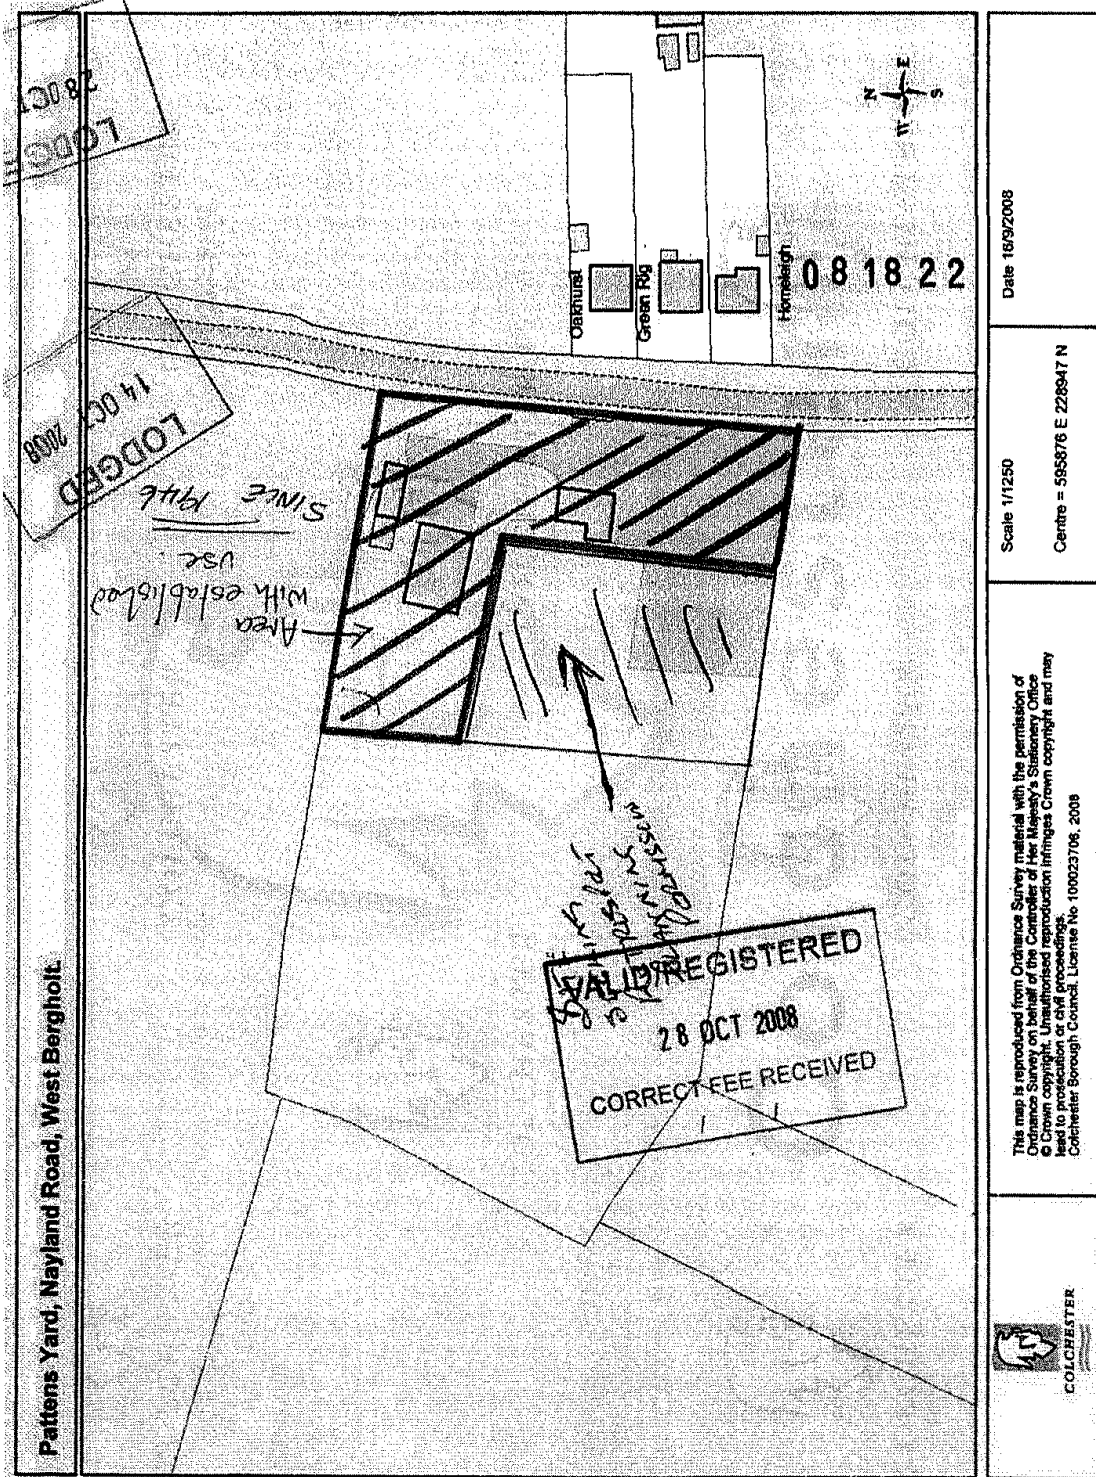 Pattens Yard, Nayland Road, West Bergholt.
LODGED
28 OCT
LODGED
14 OCT 2008
Area
with established
use.
SINCE 1946
PLANNING
PERMISSION
VALID/REGISTERED
28 OCT 2008
CORRECT FEE RECEIVED
Oakhurst
Green Rig
Homeleigh
N
E
S
W
081822
COLCHESTER
This map is reproduced from Ordnance Survey material with the permission of
Ordnance Survey on behalf of the Controller of Her Majesty's Stationery Office
© Crown copyright. Unauthorised reproduction infringes Crown copyright and may
lead to prosecution or civil proceedings.
Colchester Borough Council. License No 100023706, 2008
Scale 1/1250
Centre = 595876 E 228947 N
Date 16/9/2008